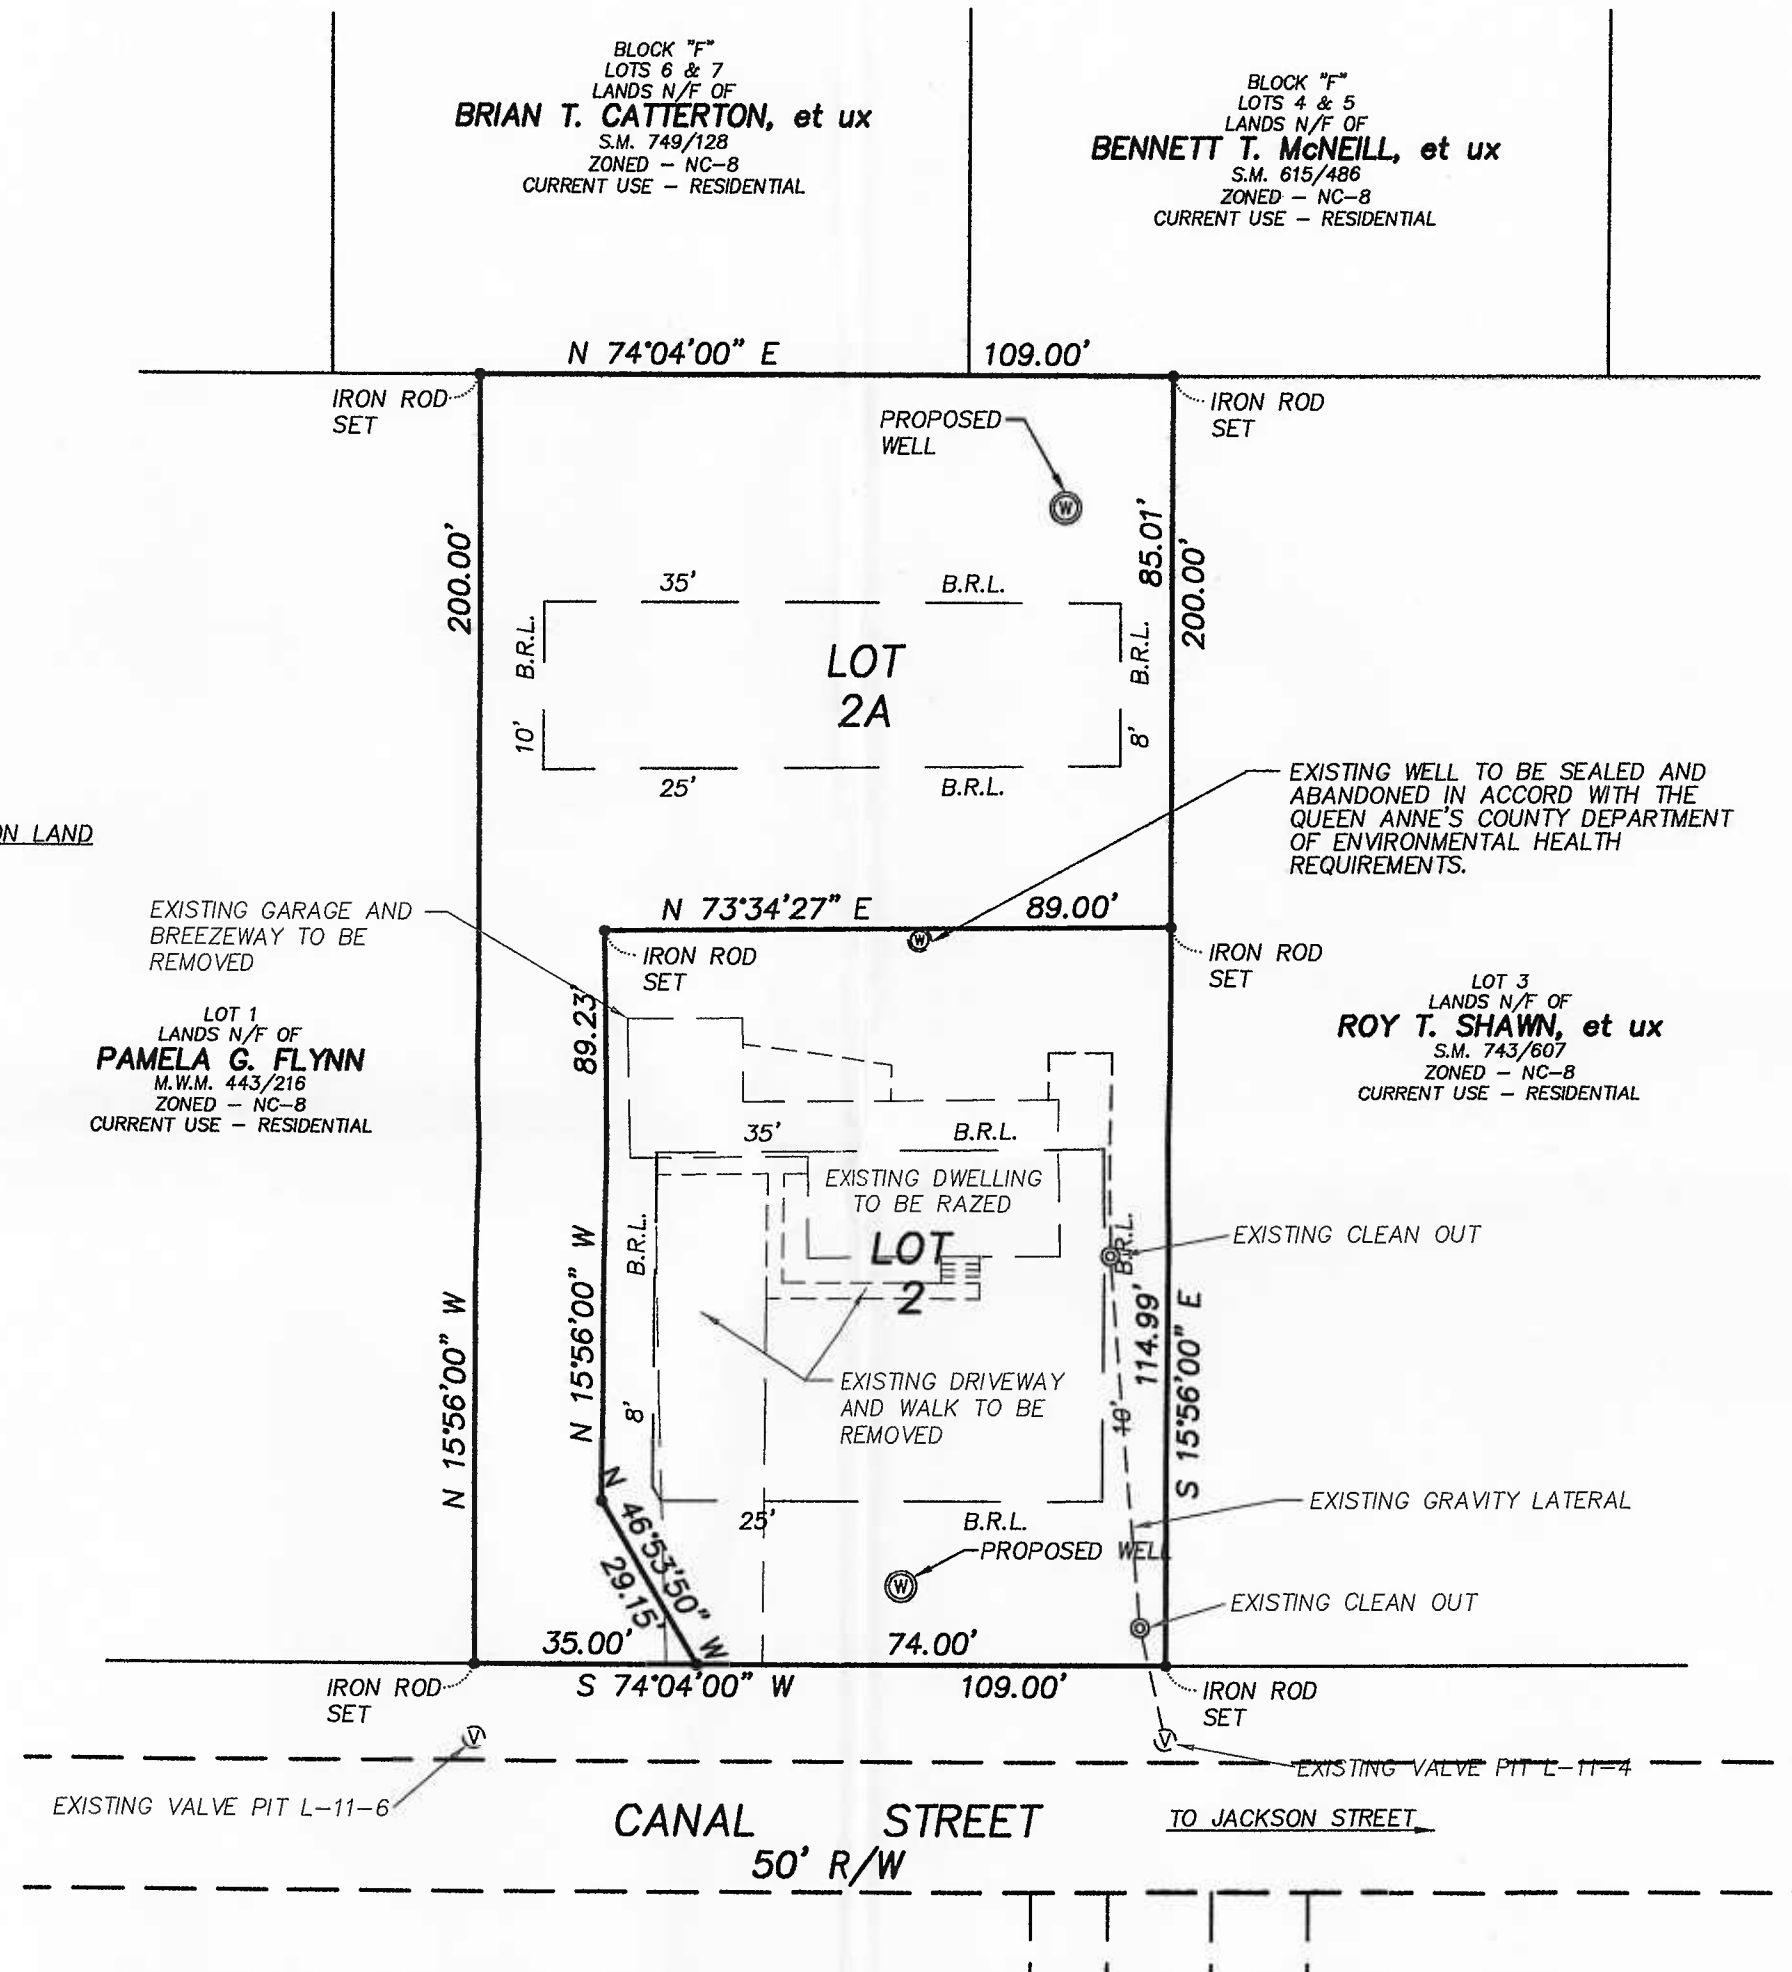 BLOCK "F"
LOTS 6 & 7
LANDS N/F OF
BRIAN T. CATTERTON, et ux
S.M. 749/128
ZONED – NC–8
CURRENT USE – RESIDENTIAL
BLOCK "F"
LOTS 4 & 5
LANDS N/F OF
BENNETT T. McNEILL, et ux
S.M. 615/486
ZONED – NC–8
CURRENT USE – RESIDENTIAL
N 74°04'00" E
109.00'
IRON ROD
SET
IRON ROD
SET
PROPOSED
WELL
W
200.00'
85.01'
200.00'
35'
B.R.L.
B.R.L.
B.R.L.
LOT
2A
10'
8'
25'
B.R.L.
EXISTING WELL TO BE SEALED AND
ABANDONED IN ACCORD WITH THE
QUEEN ANNE'S COUNTY DEPARTMENT
OF ENVIRONMENTAL HEALTH
REQUIREMENTS.
ON LAND
EXISTING GARAGE AND
BREEZEWAY TO BE
REMOVED
N 73°34'27" E
89.00'
W
IRON ROD
SET
IRON ROD
SET
LOT 1
LANDS N/F OF
PAMELA G. FLYNN
M.W.M. 443/216
ZONED – NC–8
CURRENT USE – RESIDENTIAL
LOT 3
LANDS N/F OF
ROY T. SHAWN, et ux
S.M. 743/607
ZONED – NC–8
CURRENT USE – RESIDENTIAL
89.23'
35'
B.R.L.
EXISTING DWELLING
TO BE RAZED
LOT
2
B.R.L.
B.R.L.
EXISTING CLEAN OUT
N 15°56'00" W
N 15°56'00" W
114.99'
S 15°56'00" E
8'
10'
EXISTING DRIVEWAY
AND WALK TO BE
REMOVED
25'
B.R.L.
EXISTING GRAVITY LATERAL
N 46°53'50" W
29.15'
PROPOSED WELL
W
EXISTING CLEAN OUT
35.00'
74.00'
S 74°04'00" W
109.00'
IRON ROD
SET
IRON ROD
SET
V
V
EXISTING VALVE PIT L–11–6
EXISTING VALVE PIT L–11–4
CANAL STREET
50' R/W
TO JACKSON STREET